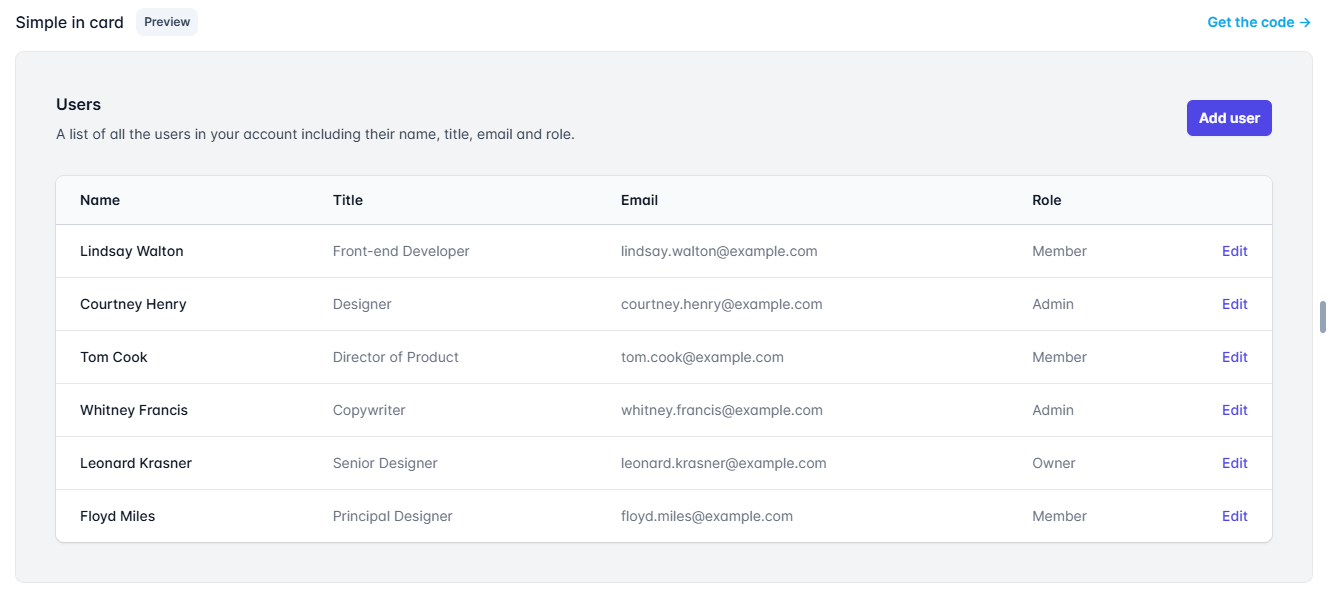 Simple in card Preview Get the code →
Users
A list of all the users in your account including their name, title, email and role.
Add user
Name Title Email Role
Lindsay Walton Front-end Developer lindsay.walton@example.com Member Edit
Courtney Henry Designer courtney.henry@example.com Admin Edit
Tom Cook Director of Product tom.cook@example.com Member Edit
Whitney Francis Copywriter whitney.francis@example.com Admin Edit
Leonard Krasner Senior Designer leonard.krasner@example.com Owner Edit
Floyd Miles Principal Designer floyd.miles@example.com Member Edit